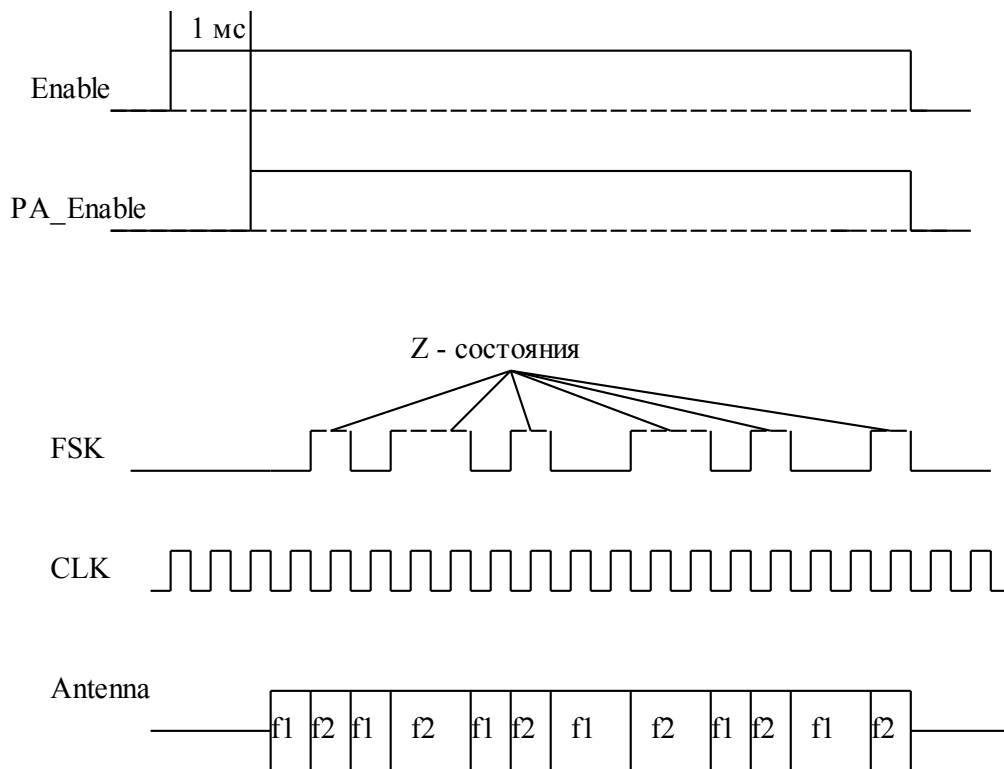 1 мс
Enable
PA_Enable
Z - состояния
FSK
CLK
Antenna
f1 f2 f1 f2 f1 f2 f1 f2 f1 f2 f1 f2